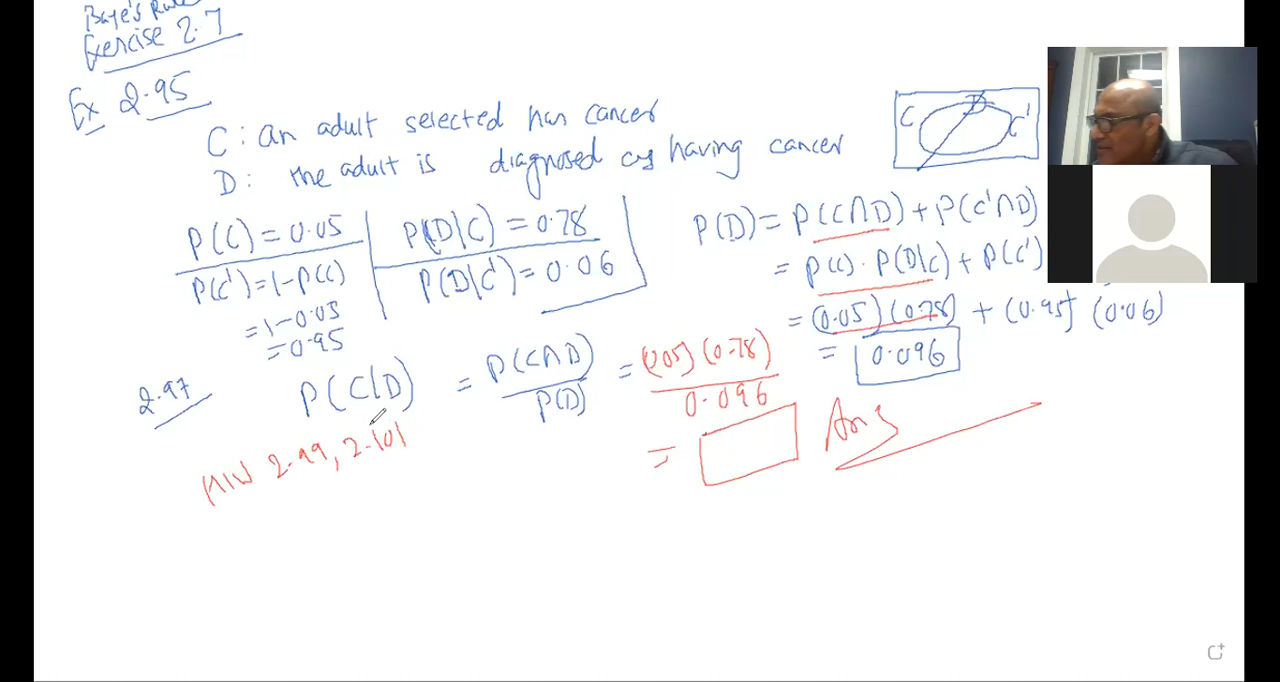 Baye's Rule
Exercise 2.7
Ex 2.95
C: an adult selected has cancer
D: the adult is diagnosed as having cancer
C D C'
P(C) = 0.05
P(C') = 1-P(C)
= 1-0.05
= 0.95
P(D|C) = 0.78
P(D|C') = 0.06
P(D) = P(C∩D) + P(C'∩D)
= P(C) · P(D|C) + P(C')
= (0.05) (0.78) + (0.95) (0.06)
= 0.096
2.97 P(C|D) = P(C∩D) / P(D) = (.05) (0.78) / 0.096
= Ans
HW 2.99, 2.101